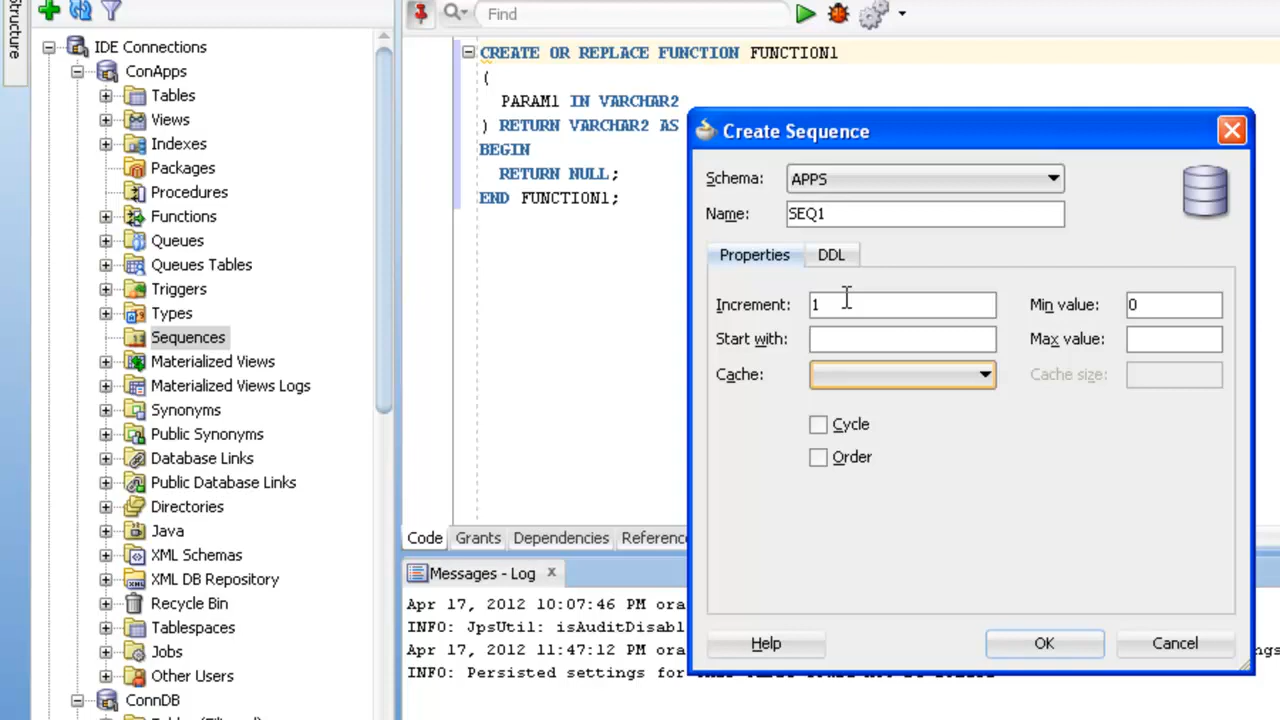 Structure
IDE Connections
ConApps
Tables
Views
Indexes
Packages
Procedures
Functions
Queues
Queues Tables
Triggers
Types
Sequences
Materialized Views
Materialized Views Logs
Synonyms
Public Synonyms
Database Links
Public Database Links
Directories
Java
XML Schemas
XML DB Repository
Recycle Bin
Tablespaces
Jobs
Other Users
ConnDB
Find
CREATE OR REPLACE FUNCTION FUNCTION1
(
PARAM1 IN VARCHAR2
) RETURN VARCHAR2 AS
BEGIN
RETURN NULL;
END FUNCTION1;
Code Grants Dependencies Referenc
Messages - Log x
Apr 17, 2012 10:07:46 PM ora
INFO: JpsUtil: isAuditDisabl
Apr 17, 2012 11:47:12 PM ora
INFO: Persisted settings for
Create Sequence
Schema: APPS
Name: SEQ1
Properties DDL
Increment: 1 Min value: 0
Start with: Max value:
Cache: Cache size:
Cycle
Order
Help OK Cancel